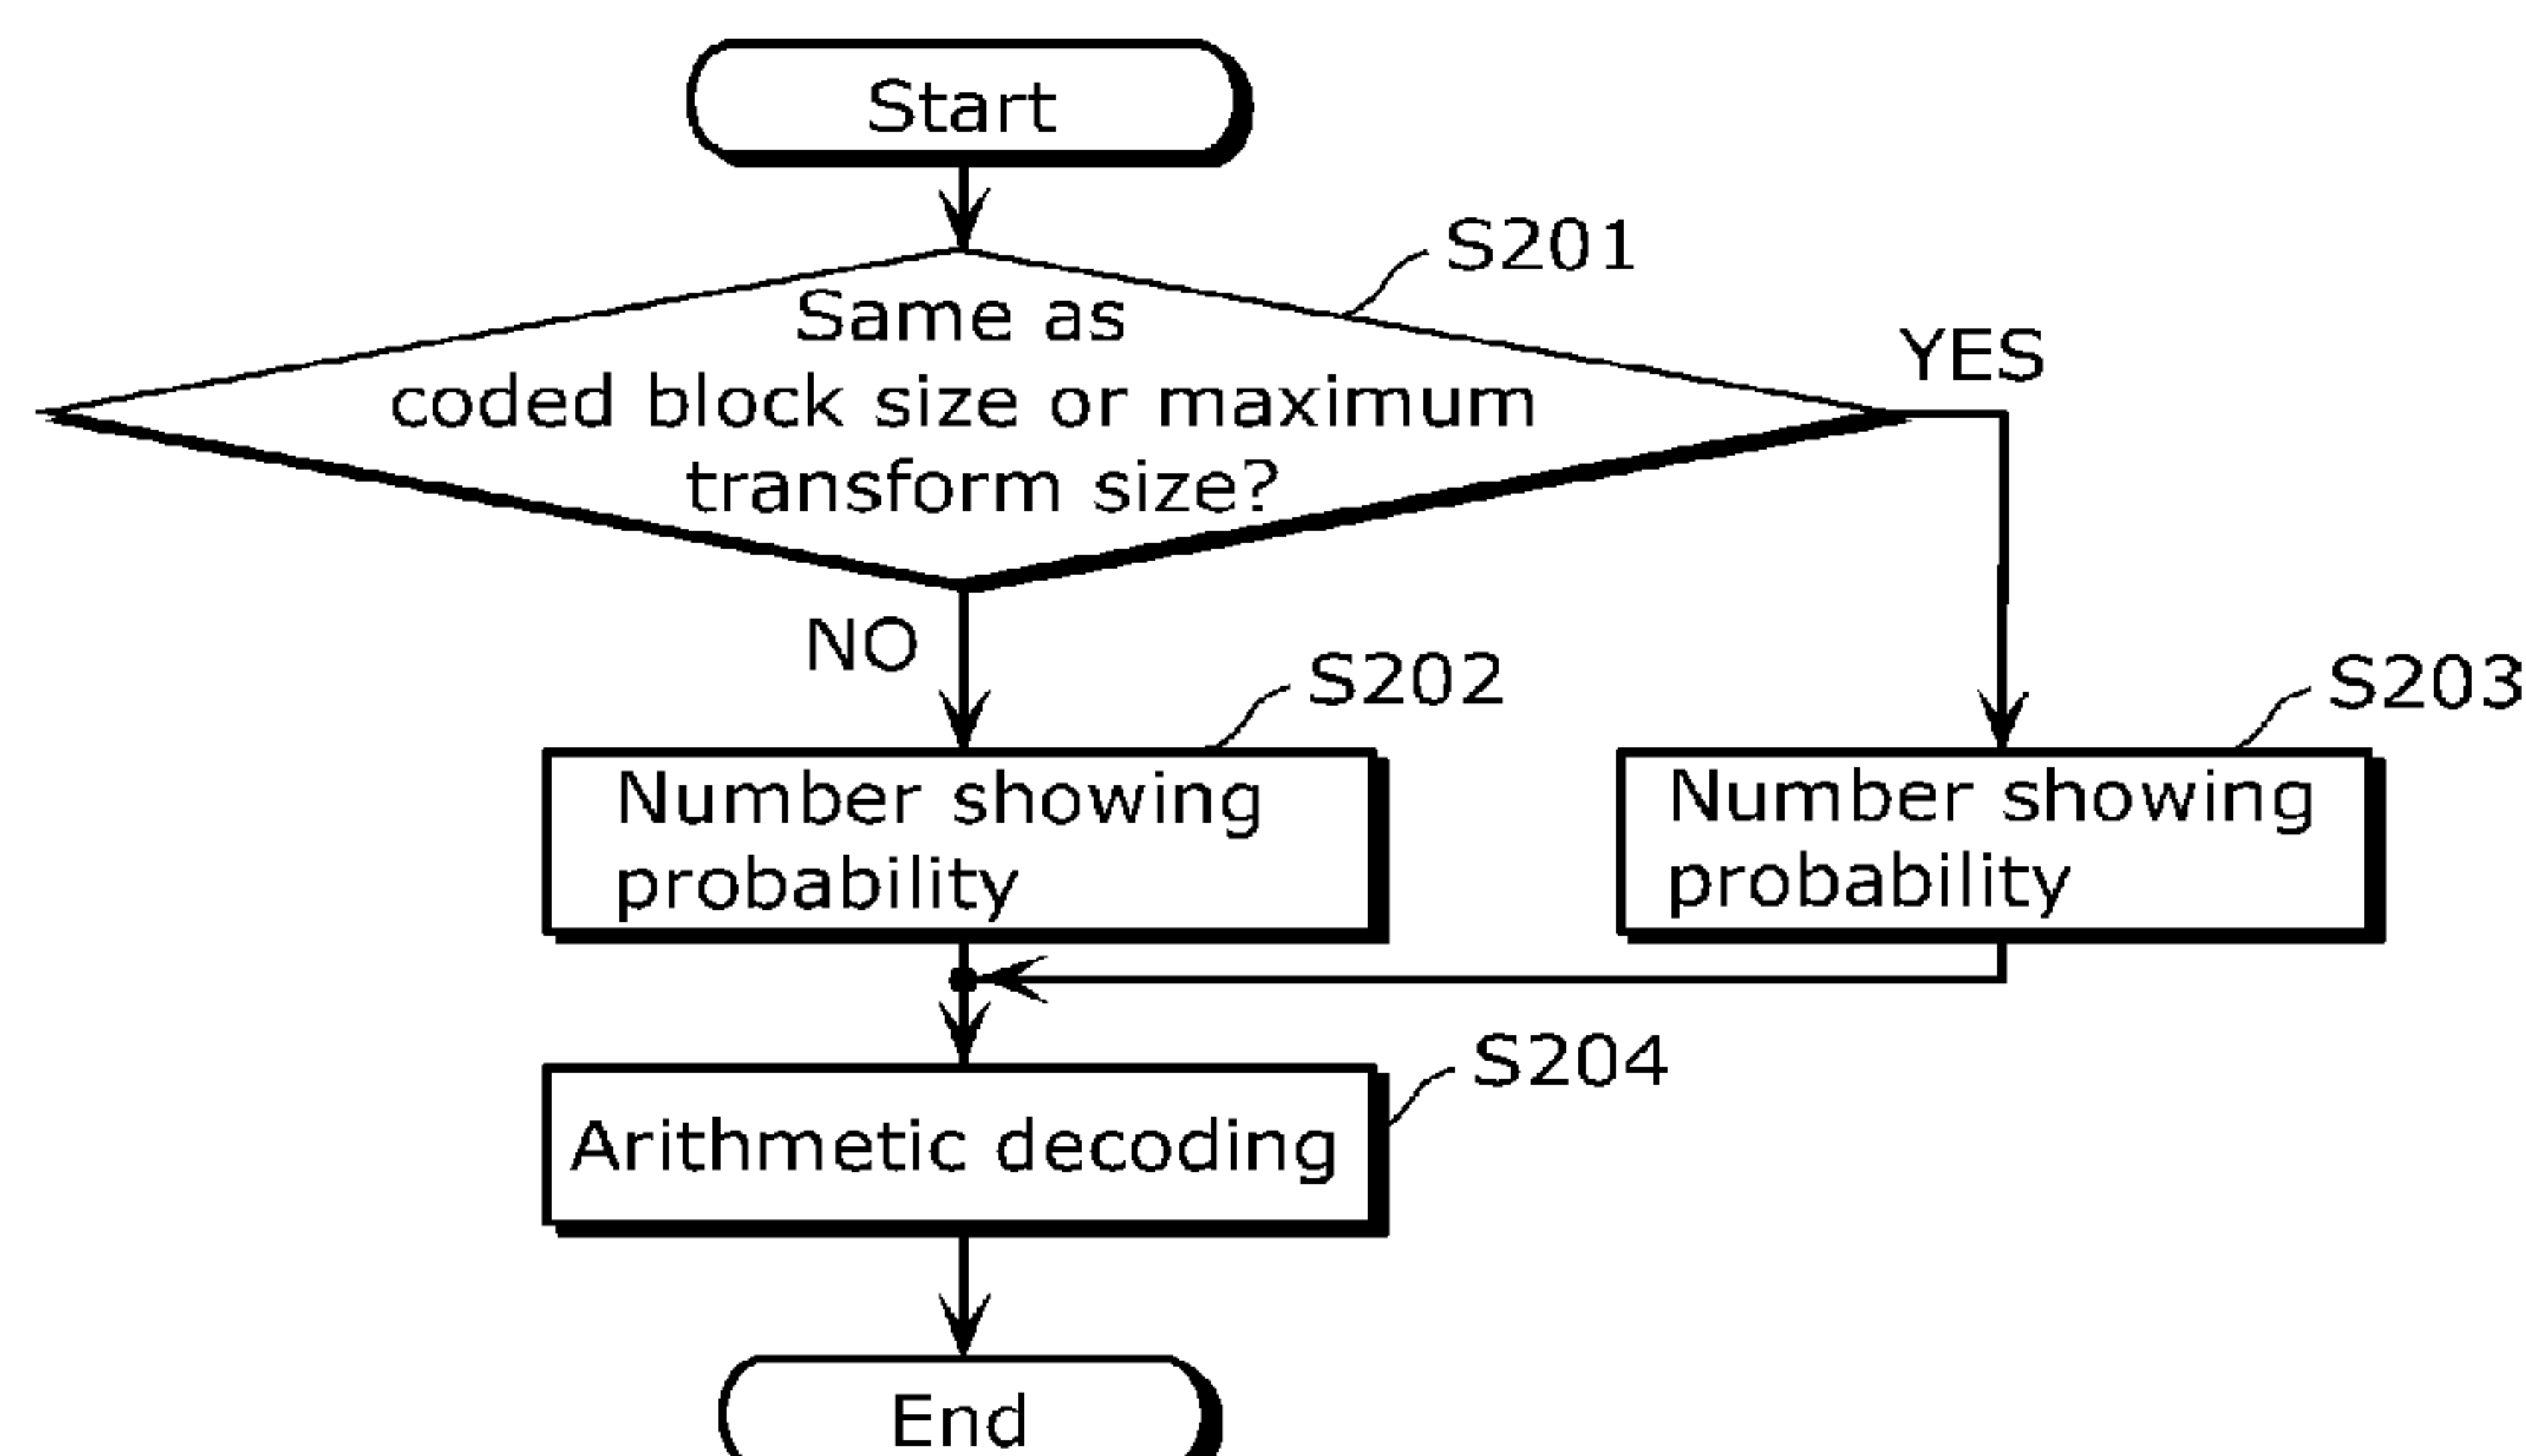 Start
S201
Same as
coded block size or maximum
transform size?
YES
NO
S202
S203
Number showing
probability
Number showing
probability
S204
Arithmetic decoding
End